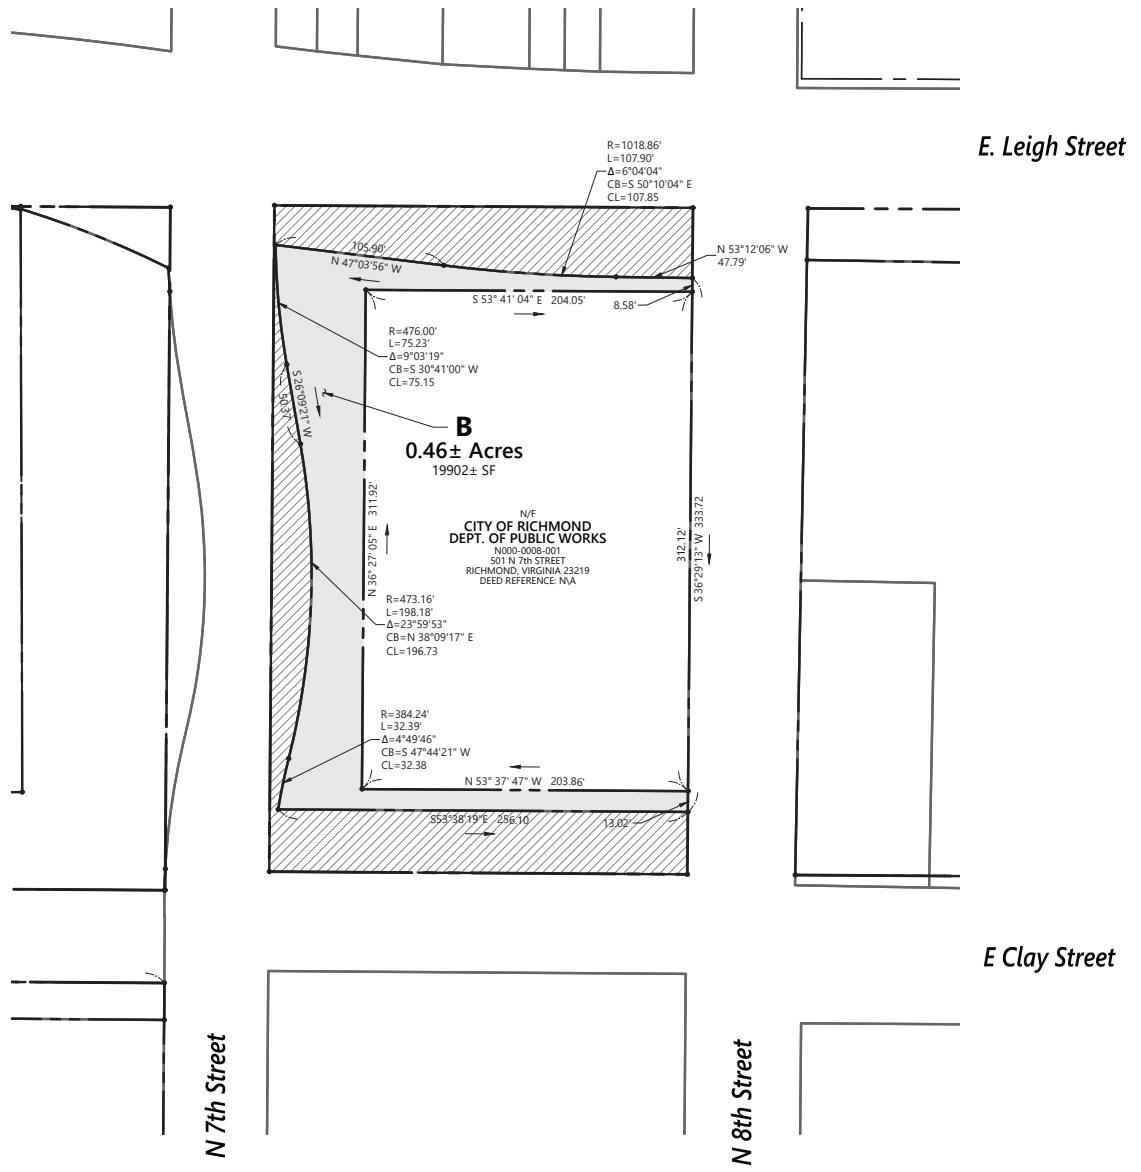 E. Leigh Street
R=1018.86'
L=107.90'
Δ=6°04'04"
CB=S 50°10'04" E
CL=107.85
N 53°12'06" W
47.79'
105.90'
N 47°03'56" W
S 53° 41' 04" E 204.05'
8.58'
R=476.00'
L=75.23'
Δ=9°03'19"
CB=S 30°41'00" W
CL=75.15
S 26°09'21" W
50.37'
B
0.46± Acres
19902± SF
N 36° 27' 05" E 311.92'
N/F
CITY OF RICHMOND
DEPT. OF PUBLIC WORKS
N000-0008-001
501 N 7th STREET
RICHMOND, VIRGINIA 23219
DEED REFERENCE: N\A
312.12'
S 36°29'13" W 333.72
R=473.16'
L=198.18'
Δ=23°59'53"
CB=N 38°09'17" E
CL=196.73
R=384.24'
L=32.39'
Δ=4°49'46"
CB=S 47°44'21" W
CL=32.38
N 53° 37' 47" W 203.86'
S53°38'19"E 256.10
13.02'
E Clay Street
N 7th Street
N 8th Street